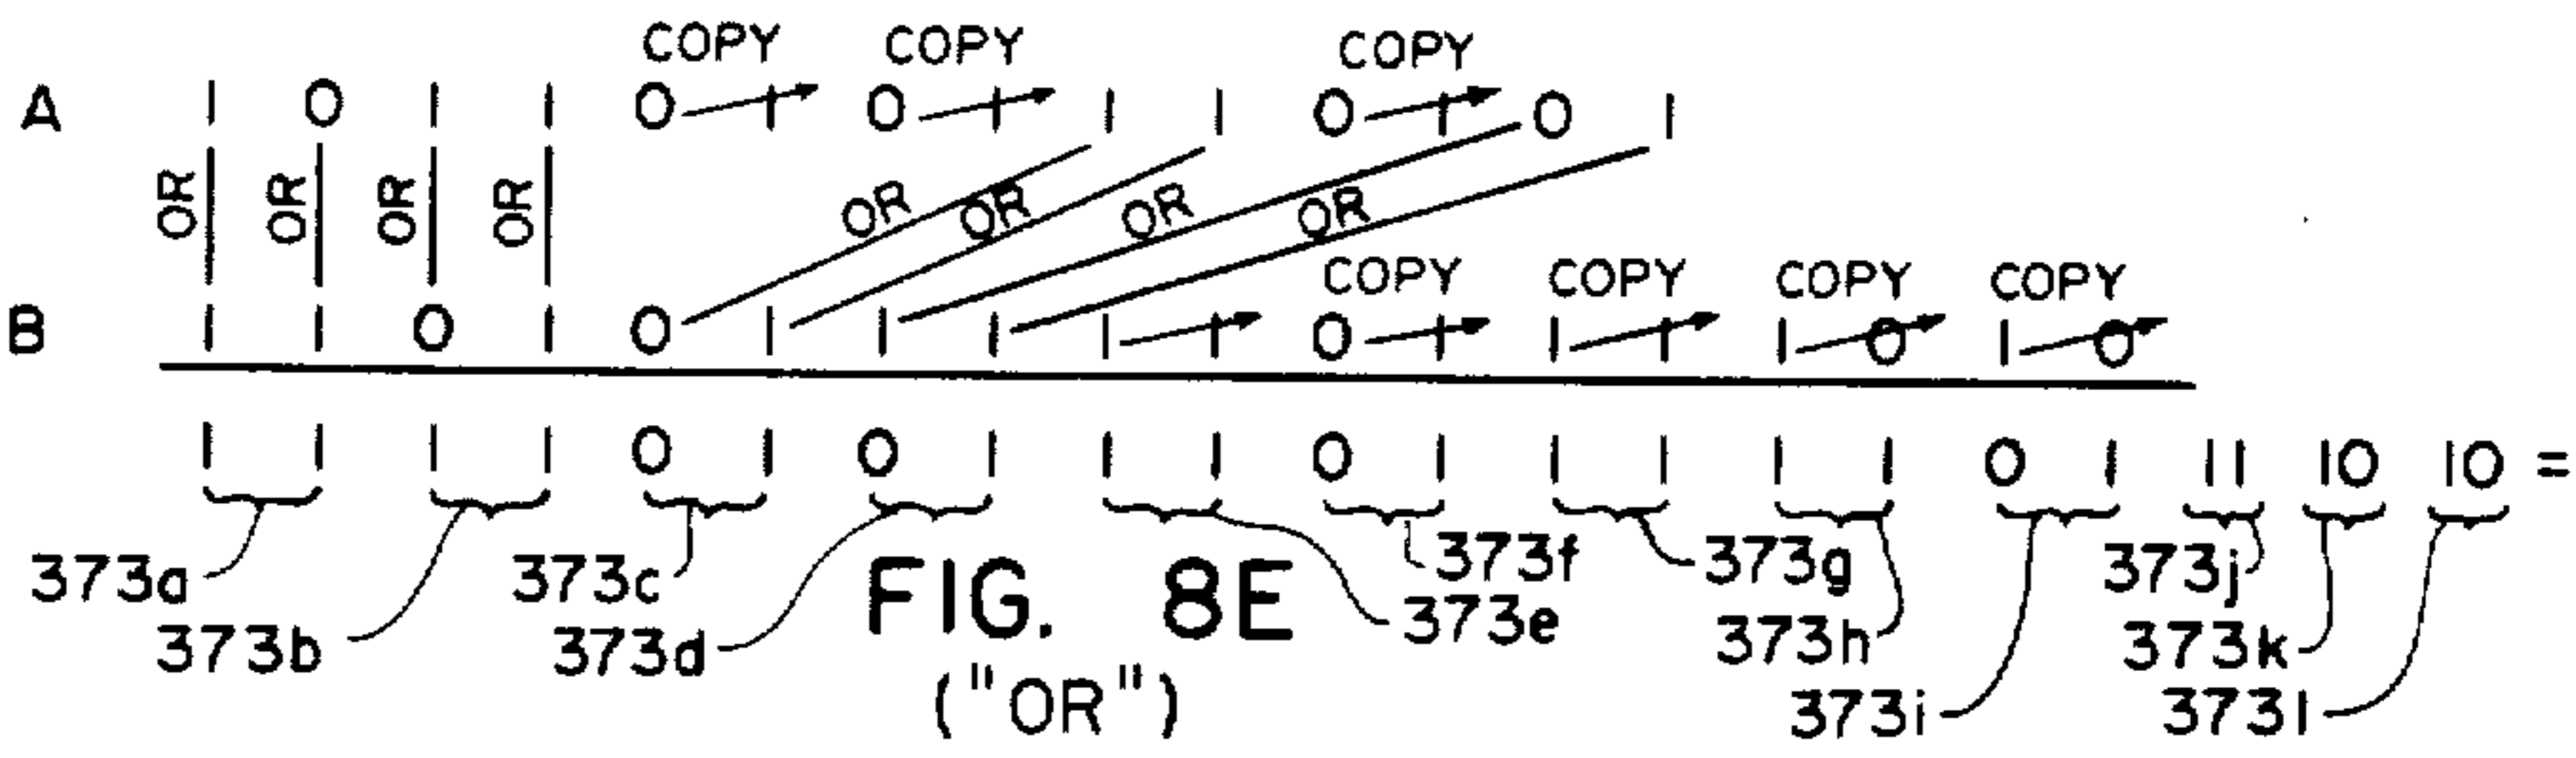 COPY COPY COPY
A 1 0 1 1 0 1 0 1 1 1 0 1 0 1
OR OR OR OR OR OR OR OR
COPY COPY COPY COPY
B 1 1 0 1 0 1 1 1 1 1 0 1 1 1 1 0 1 0
1 1 1 1 0 1 0 1 1 1 0 1 1 1 1 1 0 1 11 10 10 =
373a 373c 373f 373g 373j
373b 373d 373e 373h 373k
373i 373l
FIG. 8E
("OR")